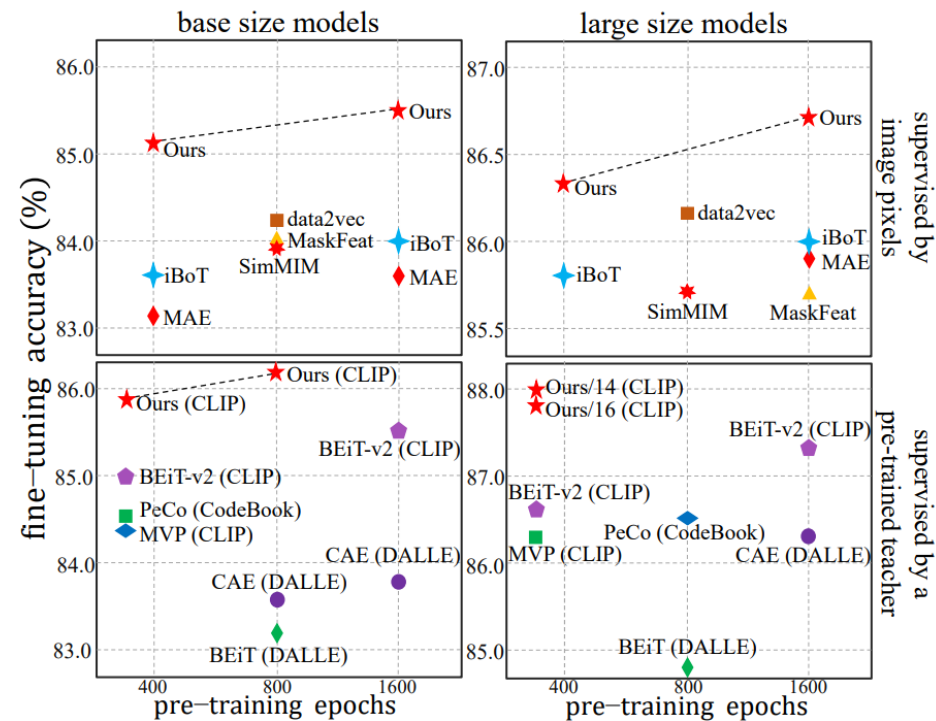 base size models
large size models
fine-tuning accuracy (%)
86.0
85.0
84.0
83.0
Ours
Ours
data2vec
MaskFeat
SimMIM
iBoT
MAE
iBoT
MAE
87.0
86.5
86.0
85.5
Ours
Ours
data2vec
iBoT
MAE
iBoT
SimMIM
MaskFeat
supervised by
image pixels
86.0
85.0
84.0
83.0
Ours (CLIP)
Ours (CLIP)
BEiT-v2 (CLIP)
BEiT-v2 (CLIP)
PeCo (CodeBook)
MVP (CLIP)
CAE (DALLE)
CAE (DALLE)
BEiT (DALLE)
400
800
1600
pre-training epochs
88.0
87.0
86.0
85.0
Ours/14 (CLIP)
Ours/16 (CLIP)
BEiT-v2 (CLIP)
BEiT-v2 (CLIP)
PeCo (CodeBook)
MVP (CLIP)
CAE (DALLE)
BEiT (DALLE)
400
800
1600
pre-training epochs
supervised by a
pre-trained teacher